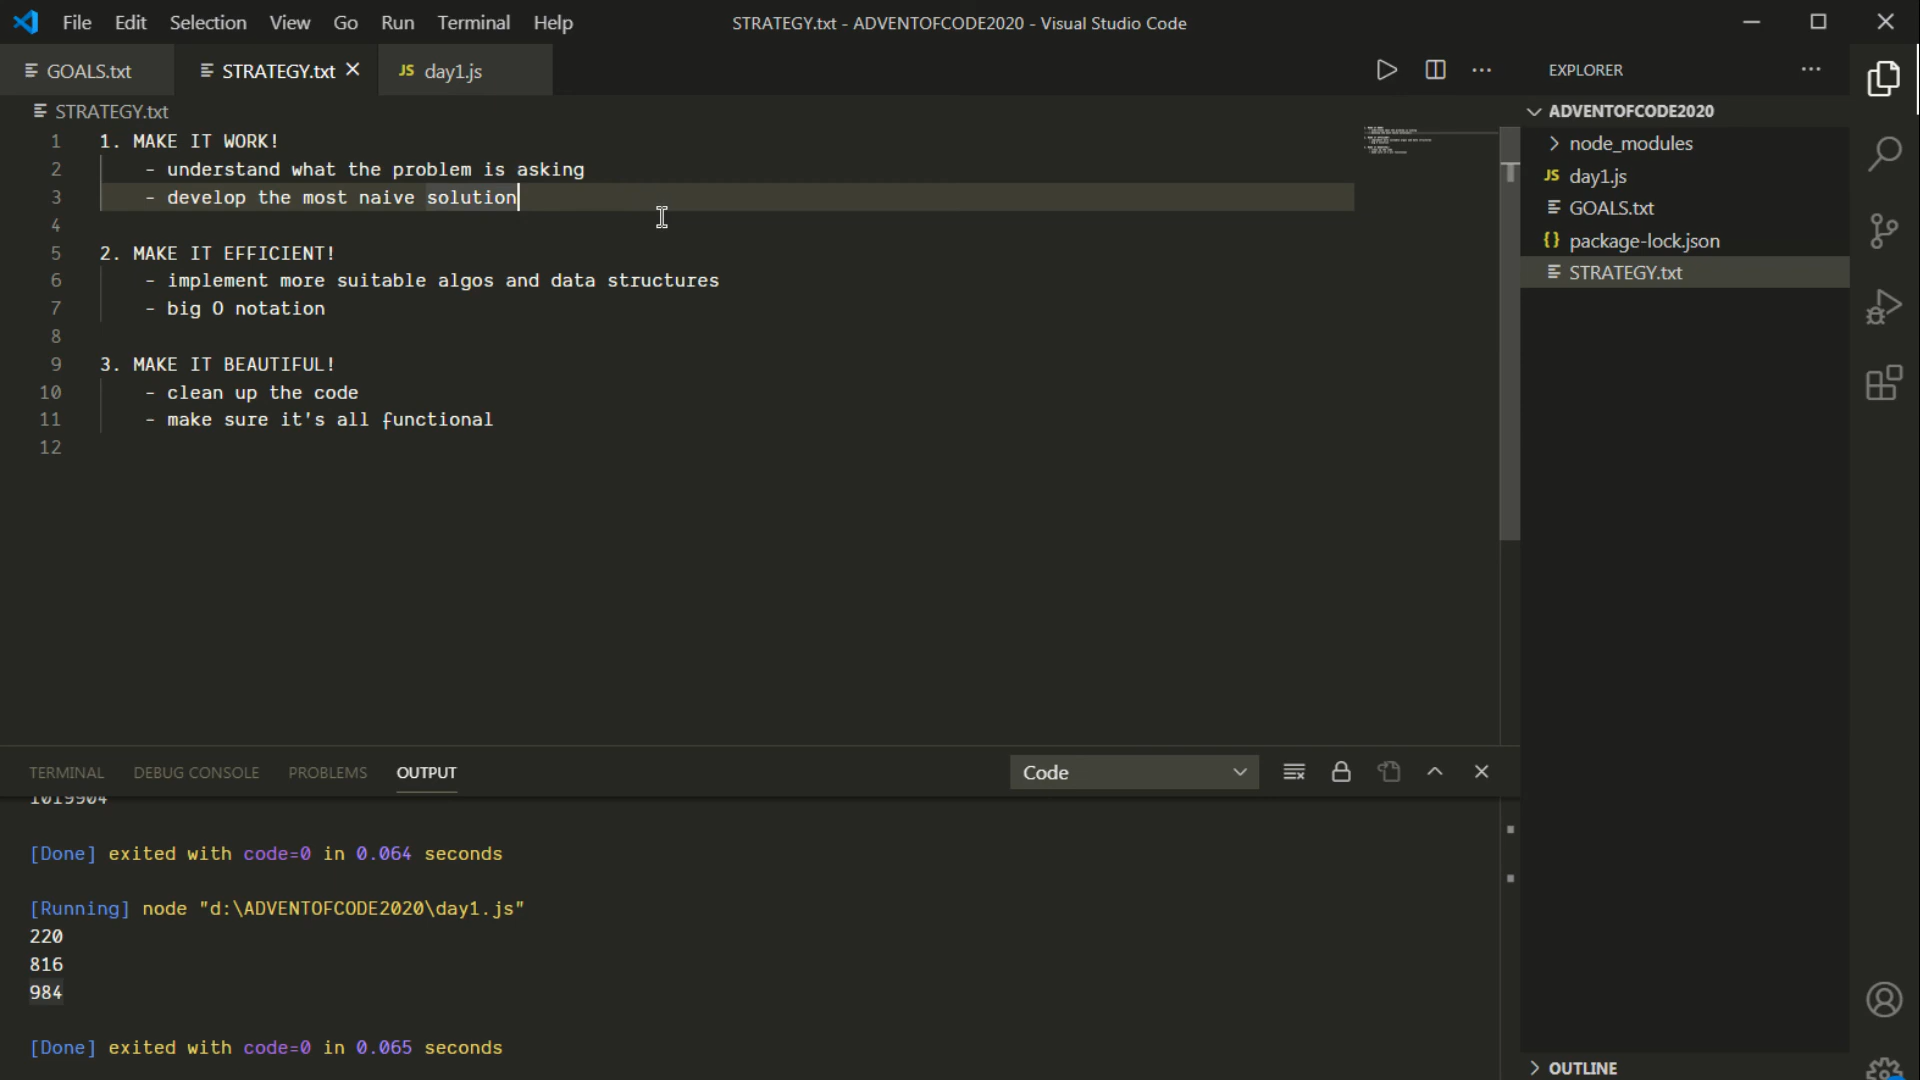 File Edit Selection View Go Run Terminal Help STRATEGY.txt - ADVENTOFCODE2020 - Visual Studio Code
GOALS.txt STRATEGY.txt JS day1.js
STRATEGY.txt
1 1. MAKE IT WORK!
2 - understand what the problem is asking
3 - develop the most naive solution
4
5 2. MAKE IT EFFICIENT!
6 - implement more suitable algos and data structures
7 - big O notation
8
9 3. MAKE IT BEAUTIFUL!
10 - clean up the code
11 - make sure it's all functional
12
EXPLORER
ADVENTOFCODE2020
node_modules
JS day1.js
GOALS.txt
{} package-lock.json
STRATEGY.txt
OUTLINE
TERMINAL DEBUG CONSOLE PROBLEMS OUTPUT Code
1019904
[Done] exited with code=0 in 0.064 seconds
[Running] node "d:\ADVENTOFCODE2020\day1.js"
220
816
984
[Done] exited with code=0 in 0.065 seconds